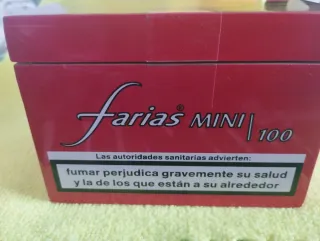 farias® MINI | 100
Las autoridades sanitarias advierten:
fumar perjudica gravemente su salud
y la de los que están a su alrededor